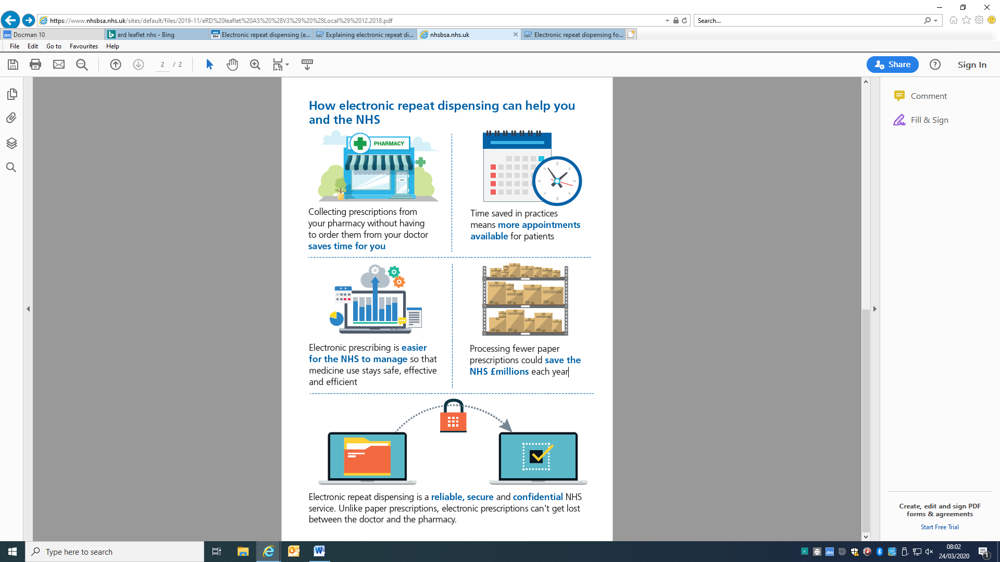 https://www.nhsbsa.nhs.uk/sites/default/files/2019-11/eRD%20leaflet%20A5%20%28V3%29%20%28Local%29%2012.2018.pdf
Search...
dm Docman 10
erd leaflet nhs - Bing
NHS BSA Electronic repeat dispensing (e...
NHS Explaining electronic repeat di...
nhsbsa.nhs.uk
NHS Electronic repeat dispensing fo...
File Edit Go to Favourites Help
2 / 2
Share
Sign In
Comment
Fill & Sign
How electronic repeat dispensing can help you
and the NHS
PHARMACY
Collecting prescriptions from
your pharmacy without having
to order them from your doctor
saves time for you
Time saved in practices
means more appointments
available for patients
Electronic prescribing is easier
for the NHS to manage so that
medicine use stays safe, effective
and efficient
Processing fewer paper
prescriptions could save the
NHS £millions each year
Electronic repeat dispensing is a reliable, secure and confidential NHS
service. Unlike paper prescriptions, electronic prescriptions can't get lost
between the doctor and the pharmacy.
Create, edit and sign PDF
forms & agreements
Start Free Trial
Type here to search
dm
08:02
24/03/2020
1